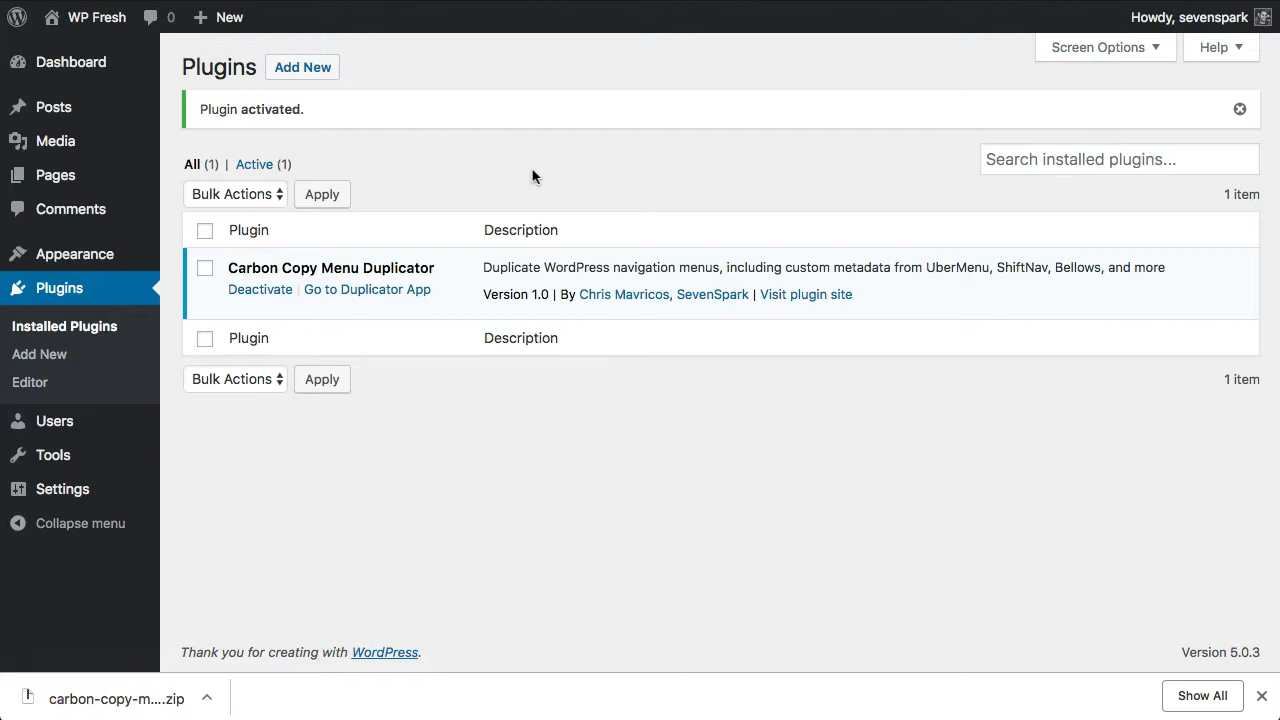 WP Fresh 0 New Howdy, sevenspark
Screen Options Help
Plugins Add New
Plugin activated.
All (1) | Active (1)
Search installed plugins...
Bulk Actions Apply 1 item
Plugin Description
Carbon Copy Menu Duplicator
Deactivate | Go to Duplicator App
Duplicate WordPress navigation menus, including custom metadata from UberMenu, ShiftNav, Bellows, and more
Version 1.0 | By Chris Mavricos, SevenSpark | Visit plugin site
Plugin Description
Bulk Actions Apply 1 item
Dashboard
Posts
Media
Pages
Comments
Appearance
Plugins
Installed Plugins
Add New
Editor
Users
Tools
Settings
Collapse menu
Thank you for creating with WordPress. Version 5.0.3
carbon-copy-m....zip Show All